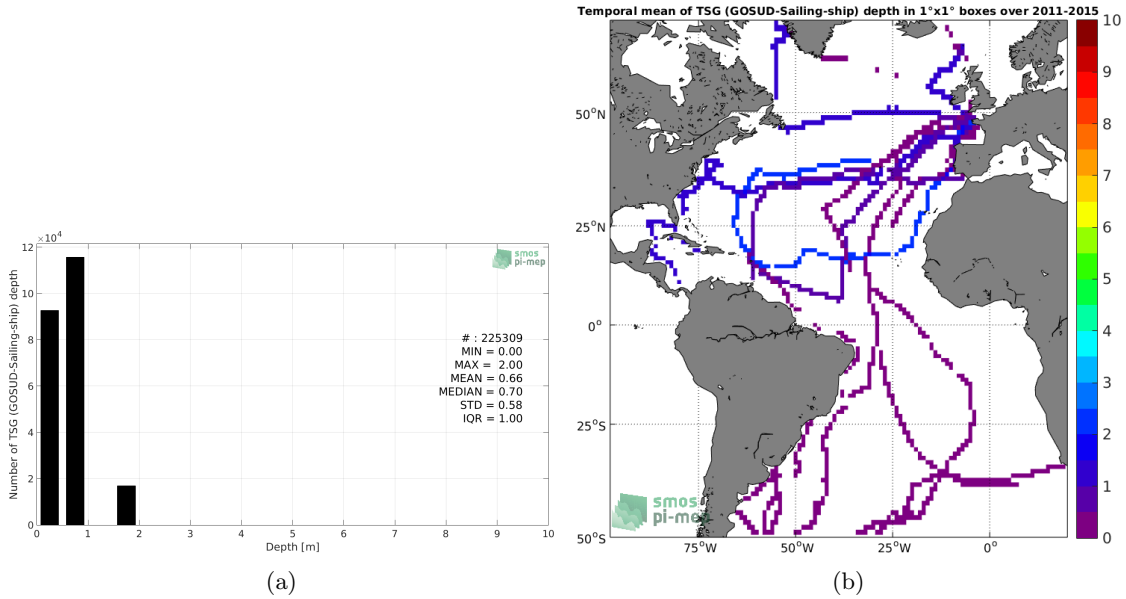 Temporal mean of TSG (GOSUD-Sailing-ship) depth in 1°x1° boxes over 2011-2015
×10⁴
12
10
8
6
4
2
0
Number of TSG (GOSUD-Sailing-ship) depth
smos
pi-mep
# : 225309
MIN = 0.00
MAX = 2.00
MEAN = 0.66
MEDIAN = 0.70
STD = 0.58
IQR = 1.00
0 1 2 3 4 5 6 7 8 9 10
Depth [m]
(a)
50°N
25°N
0°
25°S
50°S
75°W 50°W 25°W 0°
smos
pi-mep
10
9
8
7
6
5
4
3
2
1
0
(b)